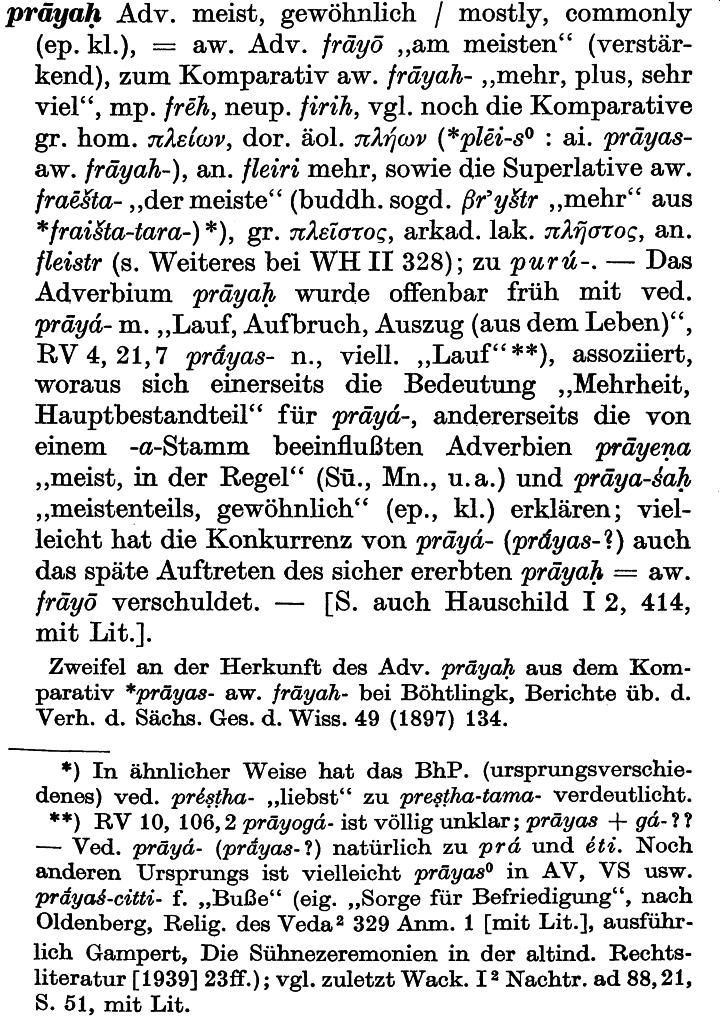 prāyaḥ Adv. meist, gewöhnlich / mostly, commonly
(ep. kl.), = aw. Adv. frāyō „am meisten“ (verstär-
kend), zum Komparativ aw. frāyah- „mehr, plus, sehr
viel“, mp. frēh, neup. firih, vgl. noch die Komparative
gr. hom. πλείων, dor. äol. πλήων (*plēi-s⁰ : ai. prāyas-
aw. frāyah-), an. fleiri mehr, sowie die Superlative aw.
fraēšta- „der meiste“ (buddh. sogd. βr’yštr „mehr“ aus
*fraišta-tara-)*), gr. πλεῖστος, arkad. lak. πλῆστος, an.
fleistr (s. Weiteres bei WH II 328); zu purú-. — Das
Adverbium prāyaḥ wurde offenbar früh mit ved.
prāyá- m. „Lauf, Aufbruch, Auszug (aus dem Leben)“,
RV 4, 21,7 prā́yas- n., viell. „Lauf“**), assoziiert,
woraus sich einerseits die Bedeutung „Mehrheit,
Hauptbestandteil“ für prāyá-, andererseits die von
einem -a-Stamm beeinflußten Adverbien prāyeṇa
„meist, in der Regel“ (Sū., Mn., u.a.) und prāya-śaḥ
„meistenteils, gewöhnlich“ (ep., kl.) erklären; viel-
leicht hat die Konkurrenz von prāyá- (prā́yas-?) auch
das späte Auftreten des sicher ererbten prāyaḥ = aw.
frāyō verschuldet. — [S. auch Hauschild I 2, 414,
mit Lit.].
Zweifel an der Herkunft des Adv. prāyaḥ aus dem Kom-
parativ *prāyas- aw. frāyah- bei Böhtlingk, Berichte üb. d.
Verh. d. Sächs. Ges. d. Wiss. 49 (1897) 134.
*) In ähnlicher Weise hat das BhP. (ursprungsverschie-
denes) ved. préṣṭha- „liebst“ zu preṣṭha-tama- verdeutlicht.
**) RV 10, 106,2 prāyogá- ist völlig unklar; prāyas + gá-??
— Ved. prāyá- (prā́yas-?) natürlich zu prá und éti. Noch
anderen Ursprungs ist vielleicht prāyas⁰ in AV, VS usw.
prā́yaś-citti- f. „Buße“ (eig. „Sorge für Befriedigung“, nach
Oldenberg, Relig. des Veda² 329 Anm. 1 [mit Lit.], ausführ-
lich Gampert, Die Sühnezeremonien in der altind. Rechts-
literatur [1939] 23ff.); vgl. zuletzt Wack. I² Nachtr. ad 88,21,
S. 51, mit Lit.